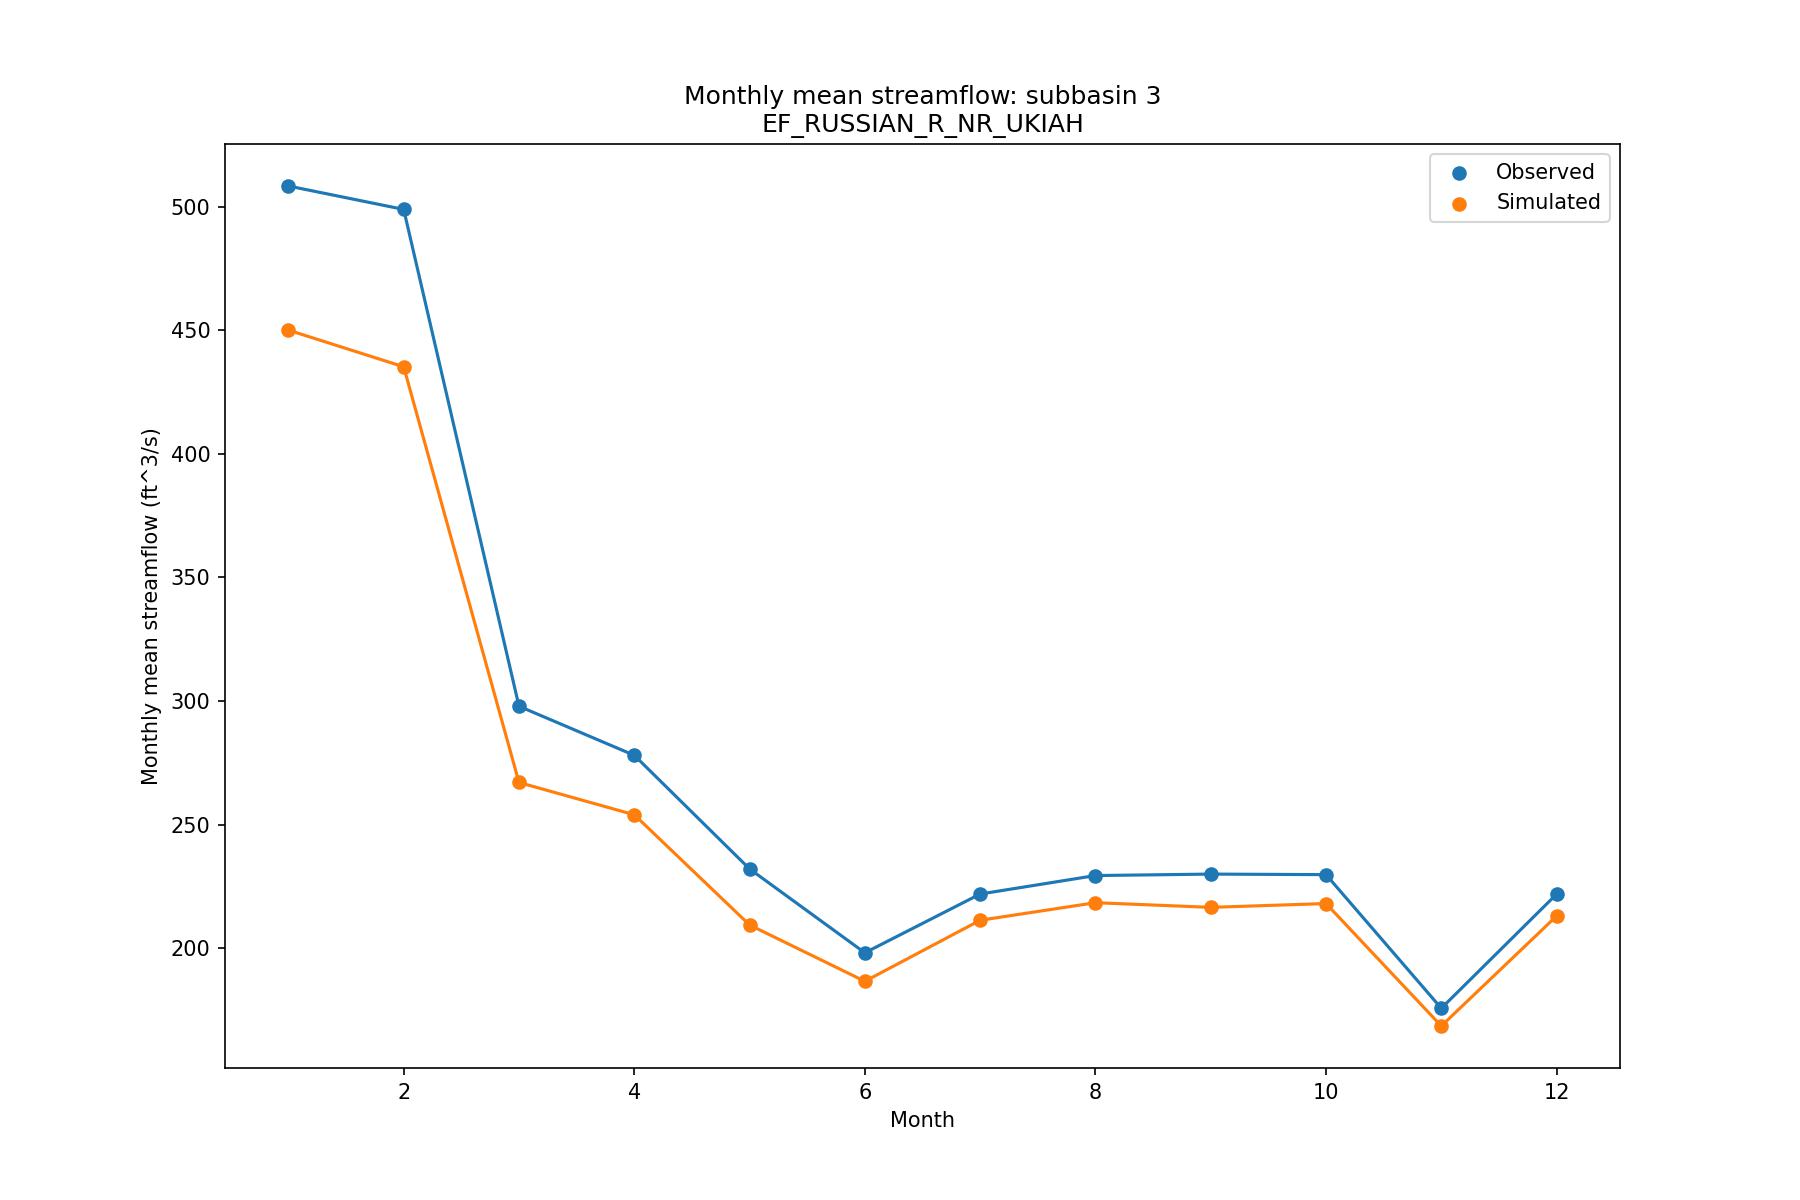 Monthly mean streamflow: subbasin 3
EF_RUSSIAN_R_NR_UKIAH
Observed
Simulated
Monthly mean streamflow (ft^3/s)
500
450
400
350
300
250
200
2
4
6
8
10
12
Month